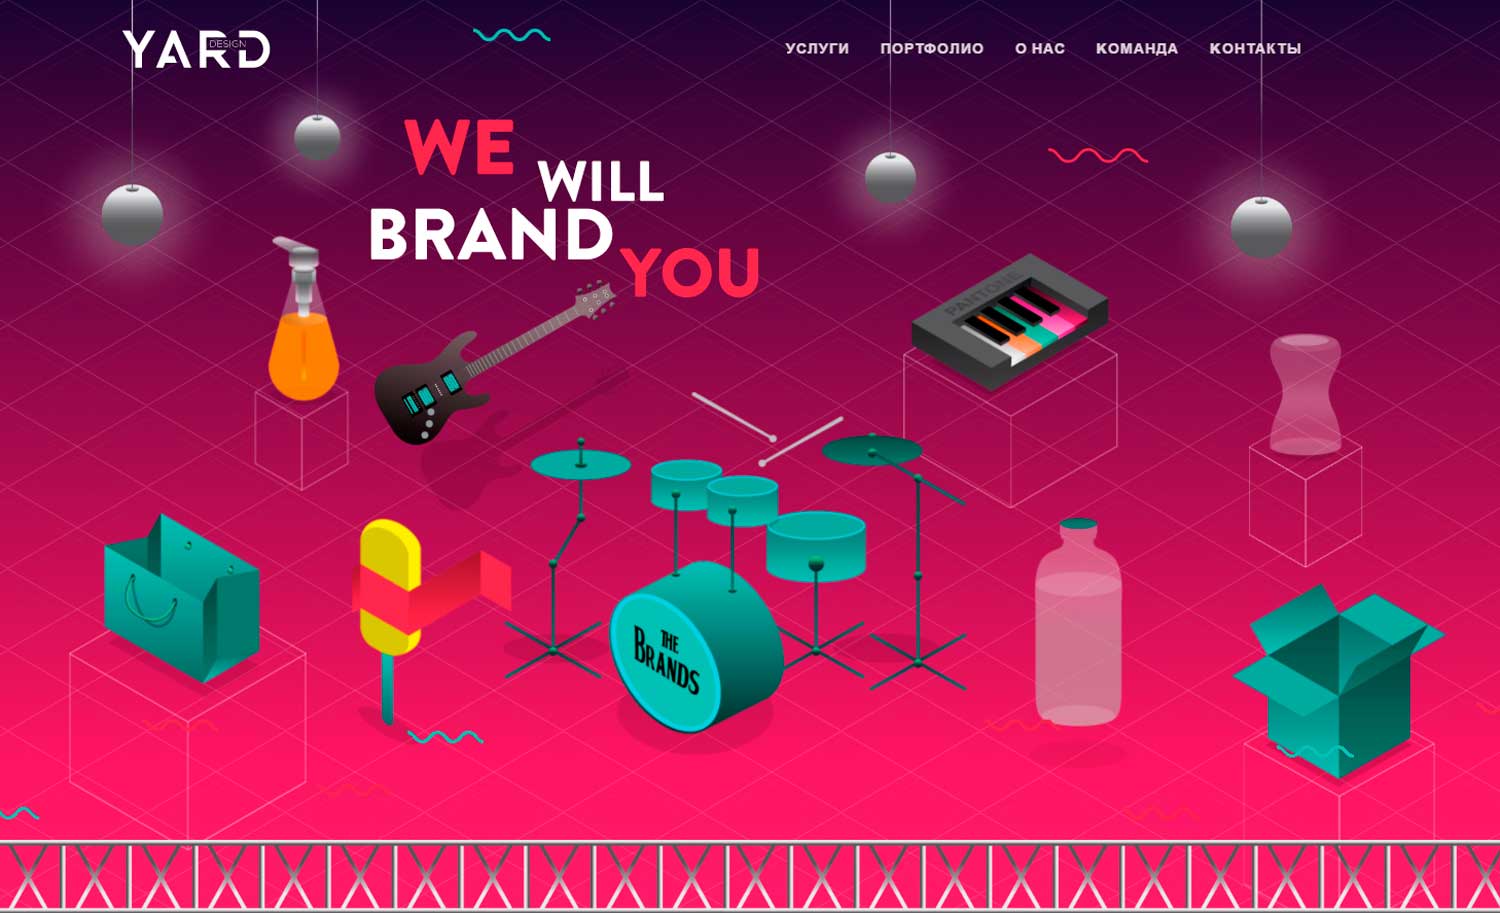 YARD
DESIGN
УСЛУГИ ПОРТФОЛИО О НАС КОМАНДА КОНТАКТЫ
WE
WILL
BRAND
YOU
PANTONE
THE
BRANDS